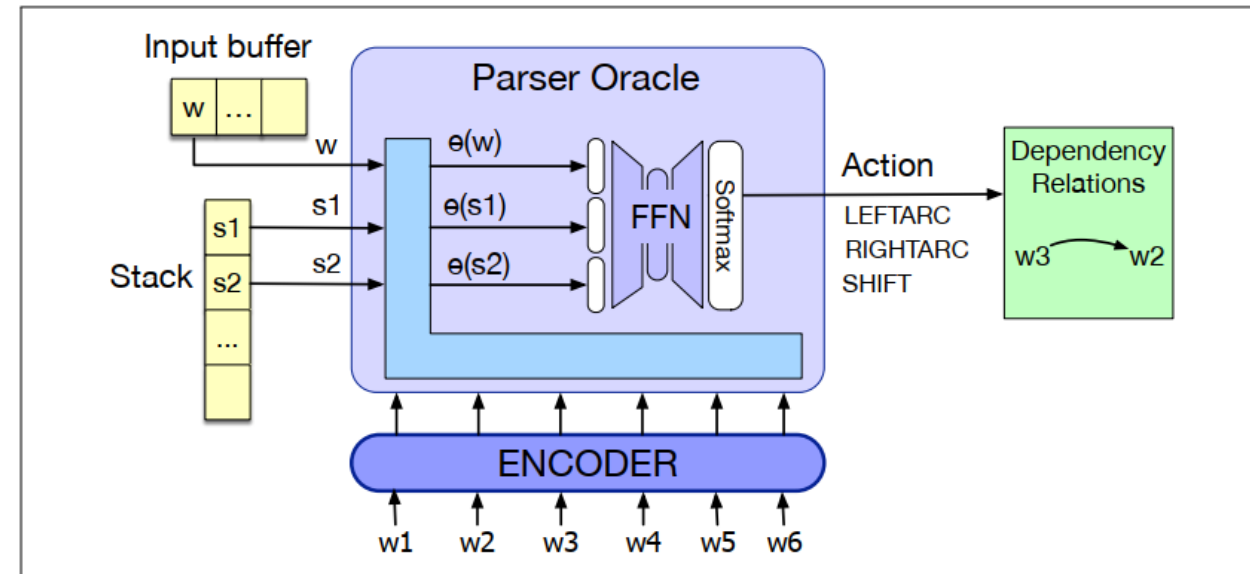 Input buffer
w ...
Parser Oracle
w
s1
s2
ɵ(w)
ɵ(s1)
ɵ(s2)
FFN
Softmax
Action
LEFTARC
RIGHTARC
SHIFT
Dependency
Relations
w3 w2
Stack
s1
s2
...
ENCODER
w1 w2 w3 w4 w5 w6